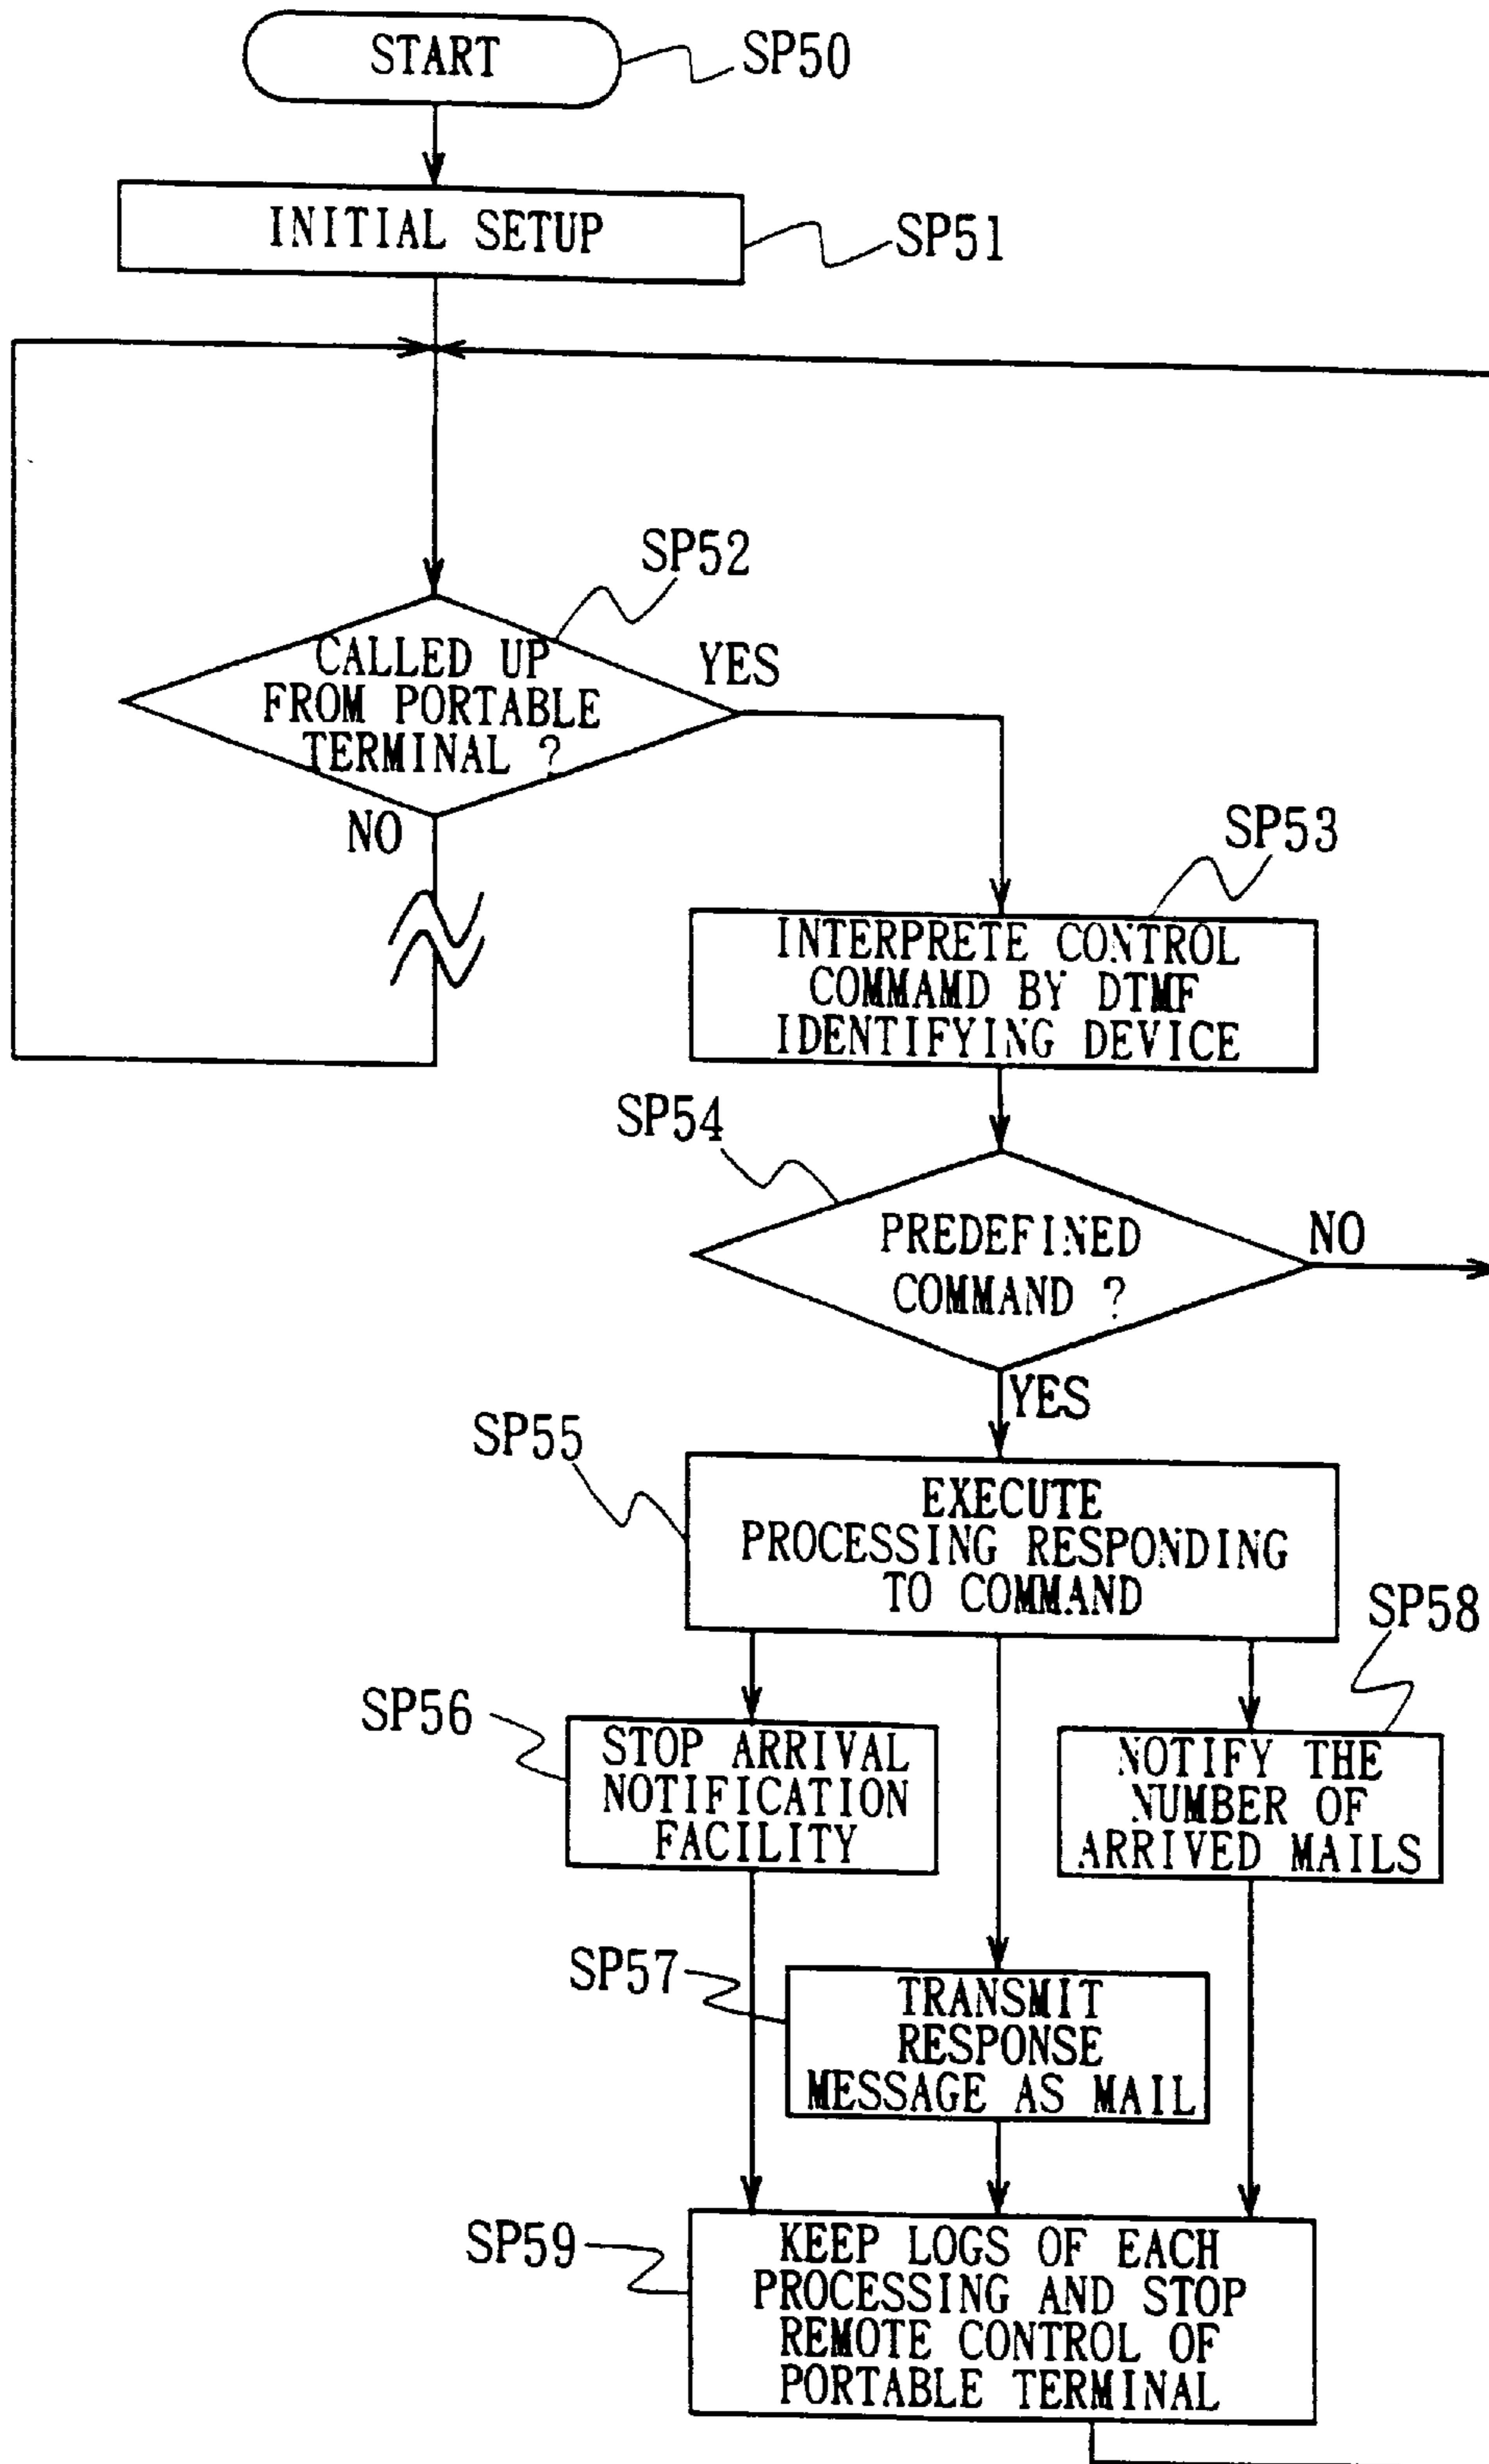 START
SP50
INITIAL SETUP
SP51
SP52
CALLED UP
FROM PORTABLE
TERMINAL ?
YES
NO
SP53
INTERPRETE CONTROL
COMMAMD BY DTMF
IDENTIFYING DEVICE
SP54
PREDEFINED
COMMAND ?
NO
YES
SP55
EXECUTE
PROCESSING RESPONDING
TO COMMAND
SP56
STOP ARRIVAL
NOTIFICATION
FACILITY
SP58
NOTIFY THE
NUMBER OF
ARRIVED MAILS
SP57
TRANSMIT
RESPONSE
MESSAGE AS MAIL
SP59
KEEP LOGS OF EACH
PROCESSING AND STOP
REMOTE CONTROL OF
PORTABLE TERMINAL